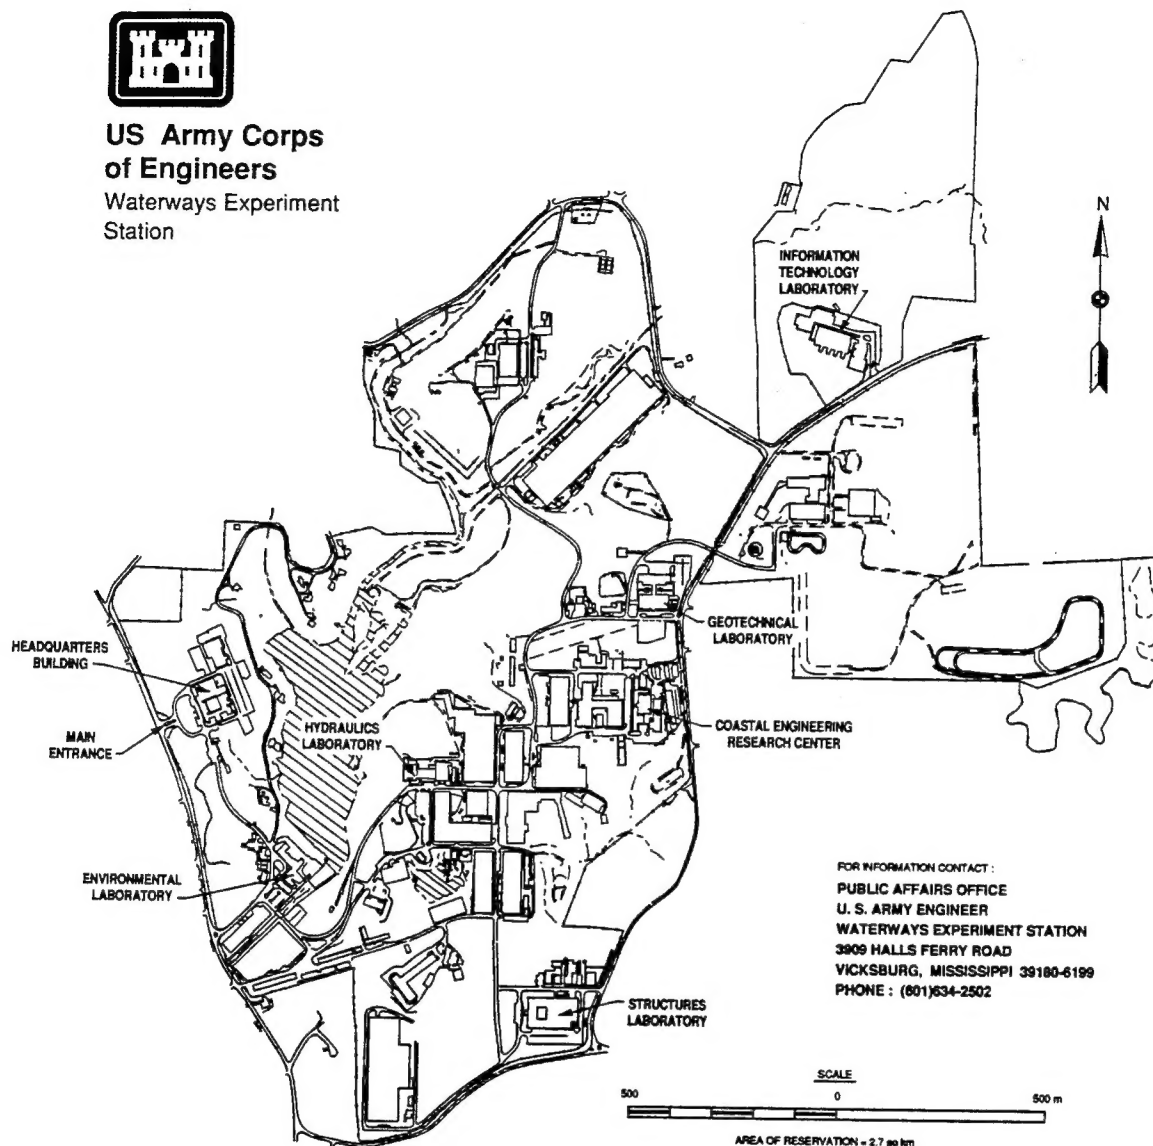 US Army Corps
of Engineers
Waterways Experiment
Station
N
INFORMATION
TECHNOLOGY
LABORATORY
GEOTECHNICAL
LABORATORY
HEADQUARTERS
BUILDING
MAIN
ENTRANCE
HYDRAULICS
LABORATORY
COASTAL ENGINEERING
RESEARCH CENTER
ENVIRONMENTAL
LABORATORY
STRUCTURES
LABORATORY
FOR INFORMATION CONTACT :
PUBLIC AFFAIRS OFFICE
U. S. ARMY ENGINEER
WATERWAYS EXPERIMENT STATION
3909 HALLS FERRY ROAD
VICKSBURG, MISSISSIPPI 39180-6199
PHONE : (601)634-2502
SCALE
500 0 500 m
AREA OF RESERVATION = 2.7 sq km